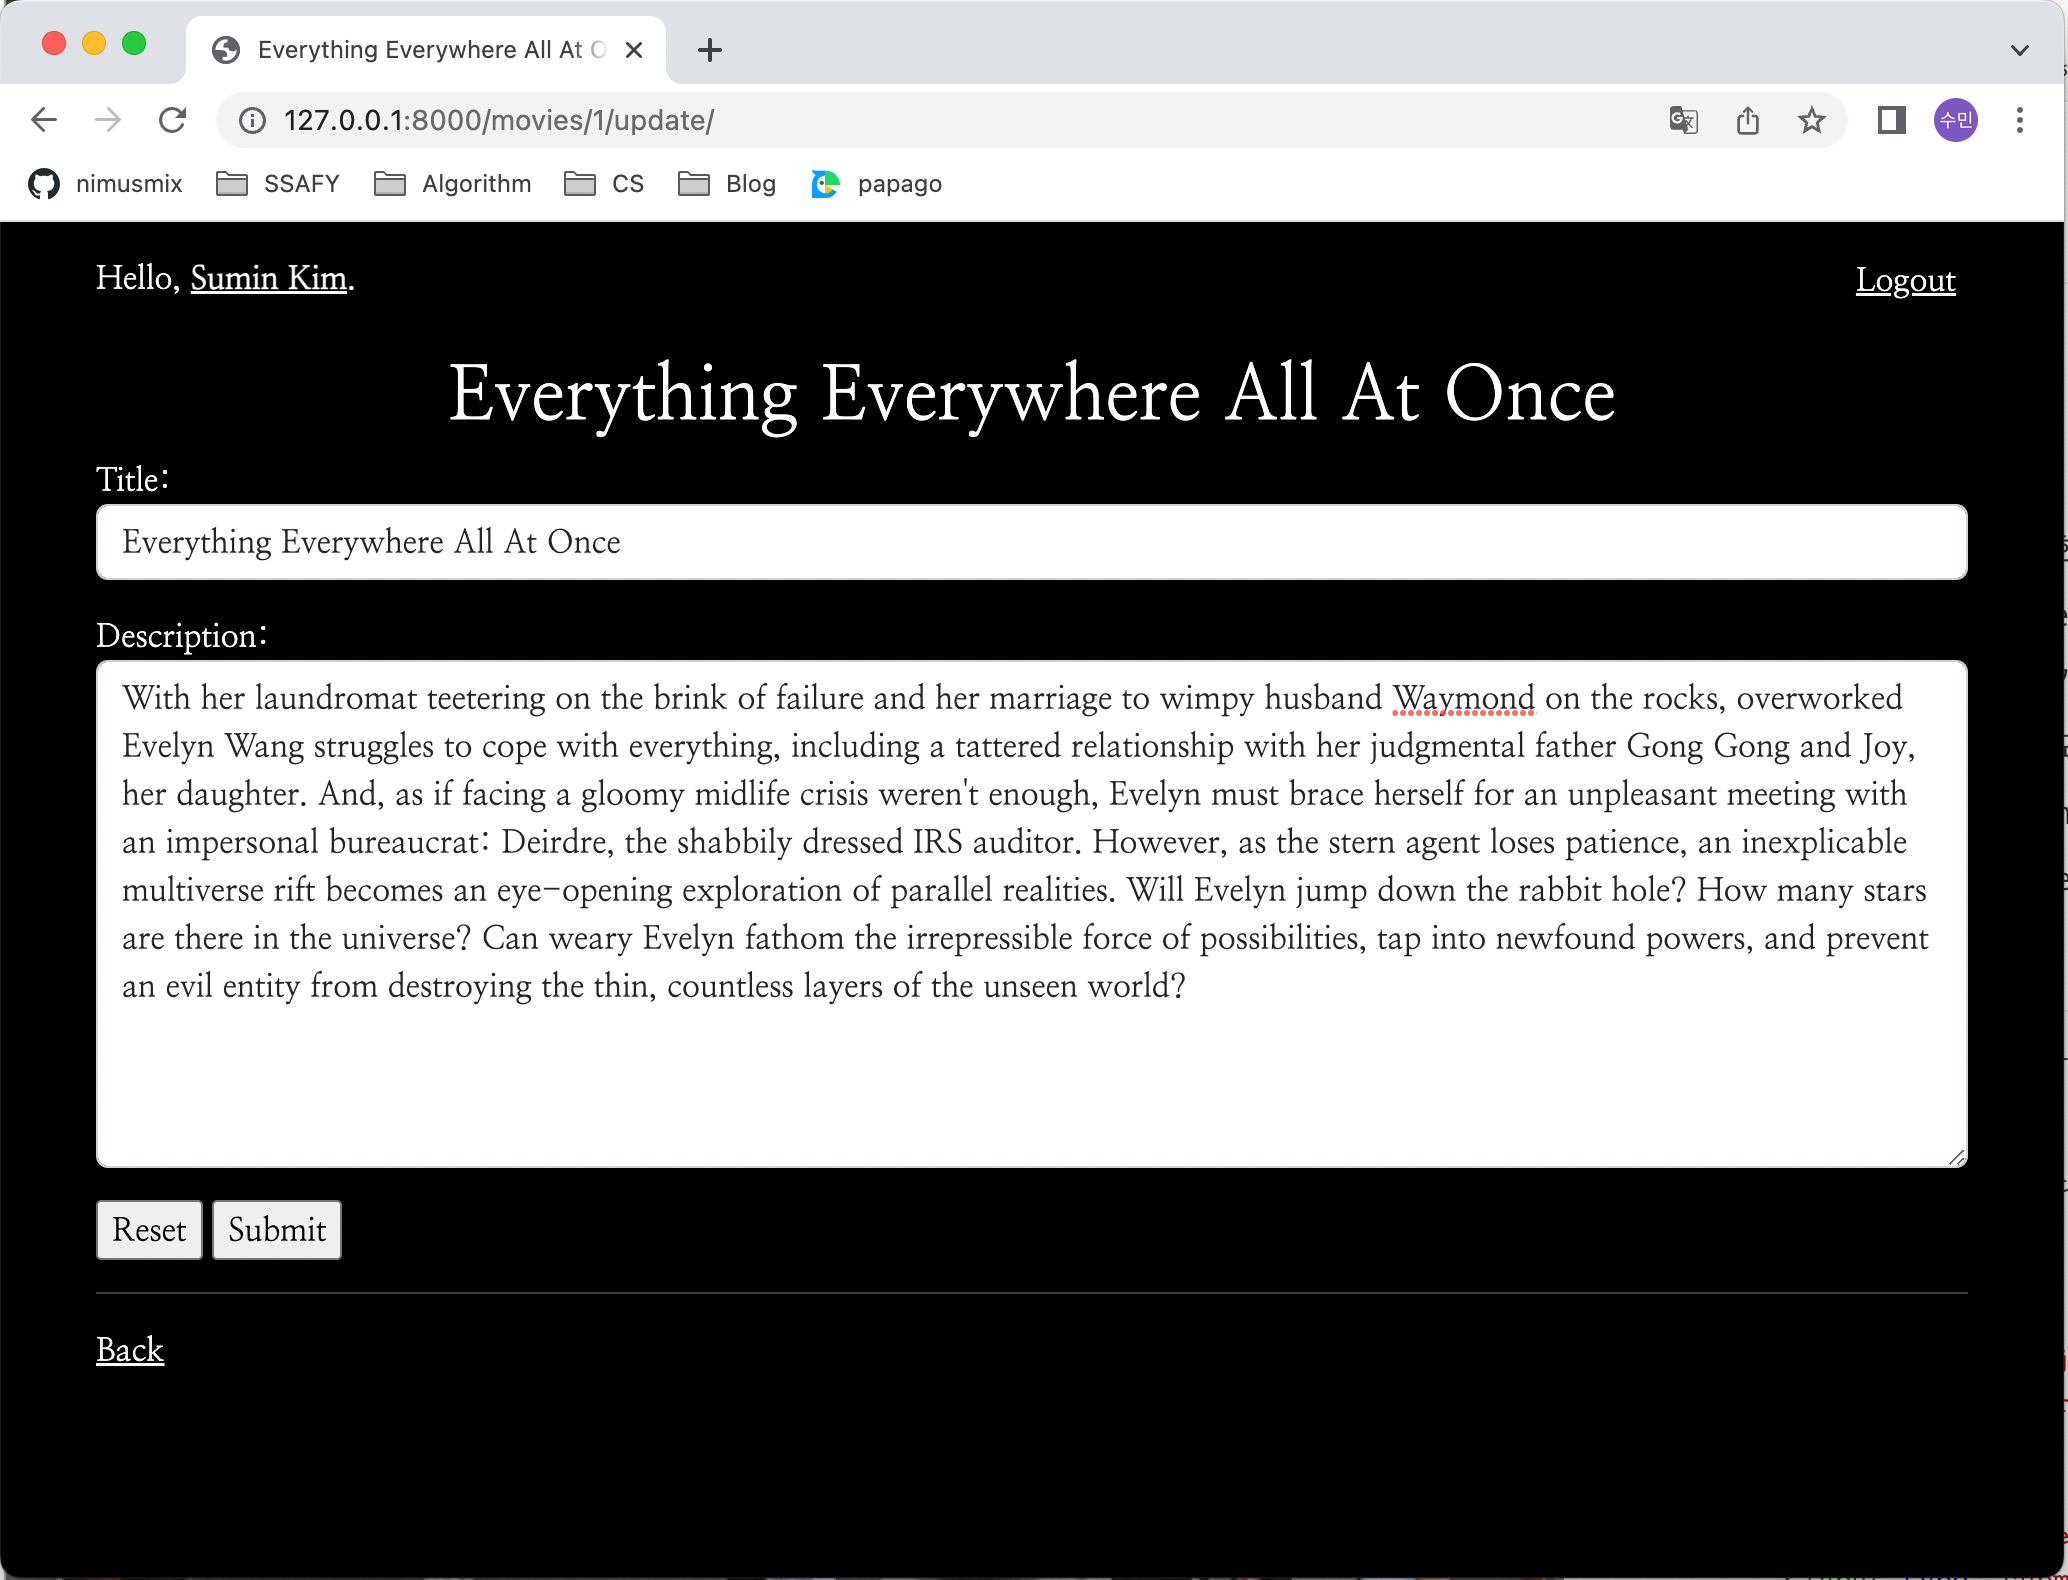 Everything Everywhere All At O
127.0.0.1:8000/movies/1/update/
수민
nimusmix SSAFY Algorithm CS Blog papago
Hello, Sumin Kim. Logout
Everything Everywhere All At Once
Title:
Everything Everywhere All At Once
Description:
With her laundromat teetering on the brink of failure and her marriage to wimpy husband Waymond on the rocks, overworked
Evelyn Wang struggles to cope with everything, including a tattered relationship with her judgmental father Gong Gong and Joy,
her daughter. And, as if facing a gloomy midlife crisis weren't enough, Evelyn must brace herself for an unpleasant meeting with
an impersonal bureaucrat: Deirdre, the shabbily dressed IRS auditor. However, as the stern agent loses patience, an inexplicable
multiverse rift becomes an eye-opening exploration of parallel realities. Will Evelyn jump down the rabbit hole? How many stars
are there in the universe? Can weary Evelyn fathom the irrepressible force of possibilities, tap into newfound powers, and prevent
an evil entity from destroying the thin, countless layers of the unseen world?
Reset Submit
Back